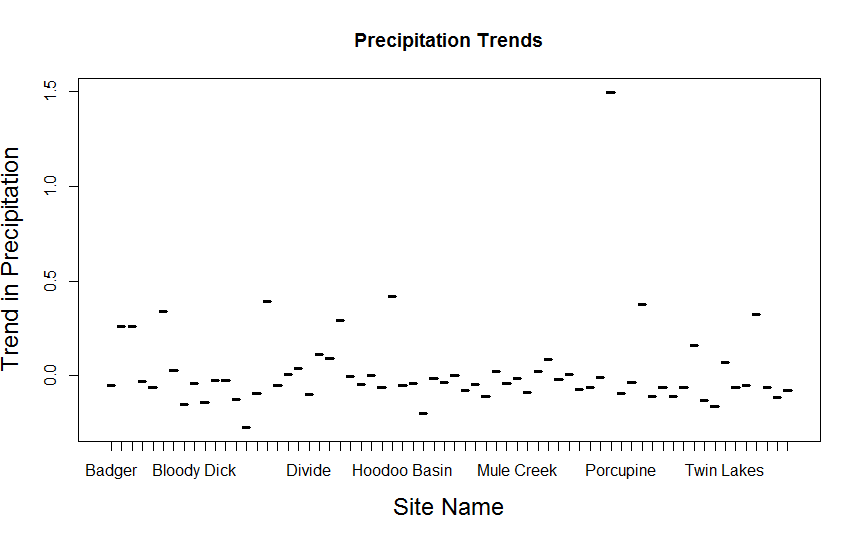 Precipitation Trends
Trend in Precipitation
1.5
1.0
0.5
0.0
Badger Bloody Dick Divide Hoodoo Basin Mule Creek Porcupine Twin Lakes
Site Name